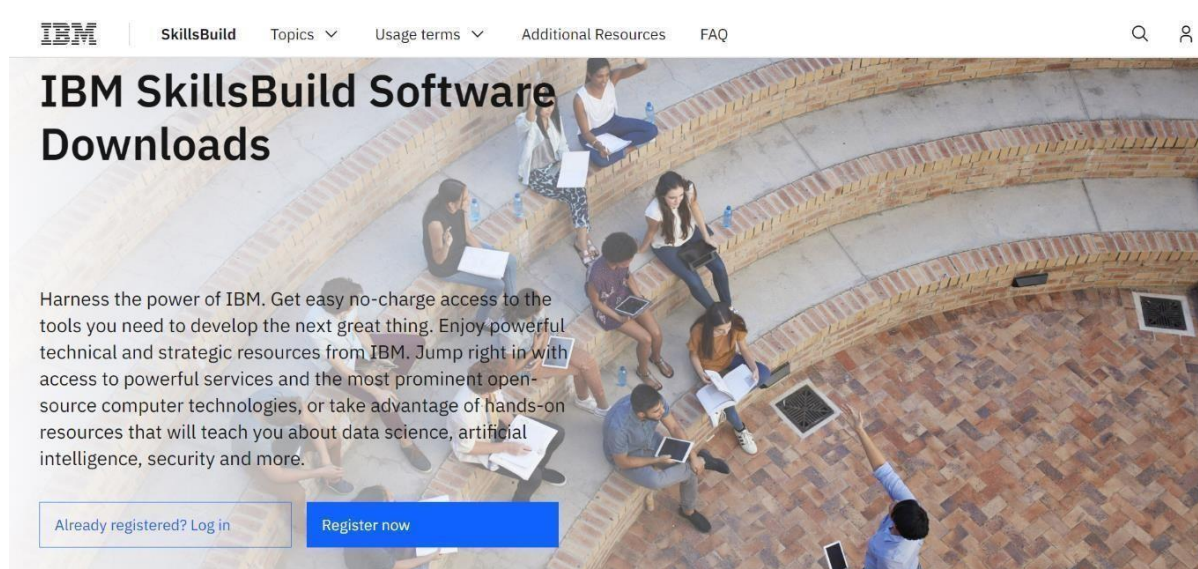 IBM SkillsBuild Topics Usage terms Additional Resources FAQ
IBM SkillsBuild Software
Downloads
Harness the power of IBM. Get easy no-charge access to the
tools you need to develop the next great thing. Enjoy powerful
technical and strategic resources from IBM. Jump right in with
access to powerful services and the most prominent open-
source computer technologies, or take advantage of hands-on
resources that will teach you about data science, artificial
intelligence, security and more.
Already registered? Log in Register now